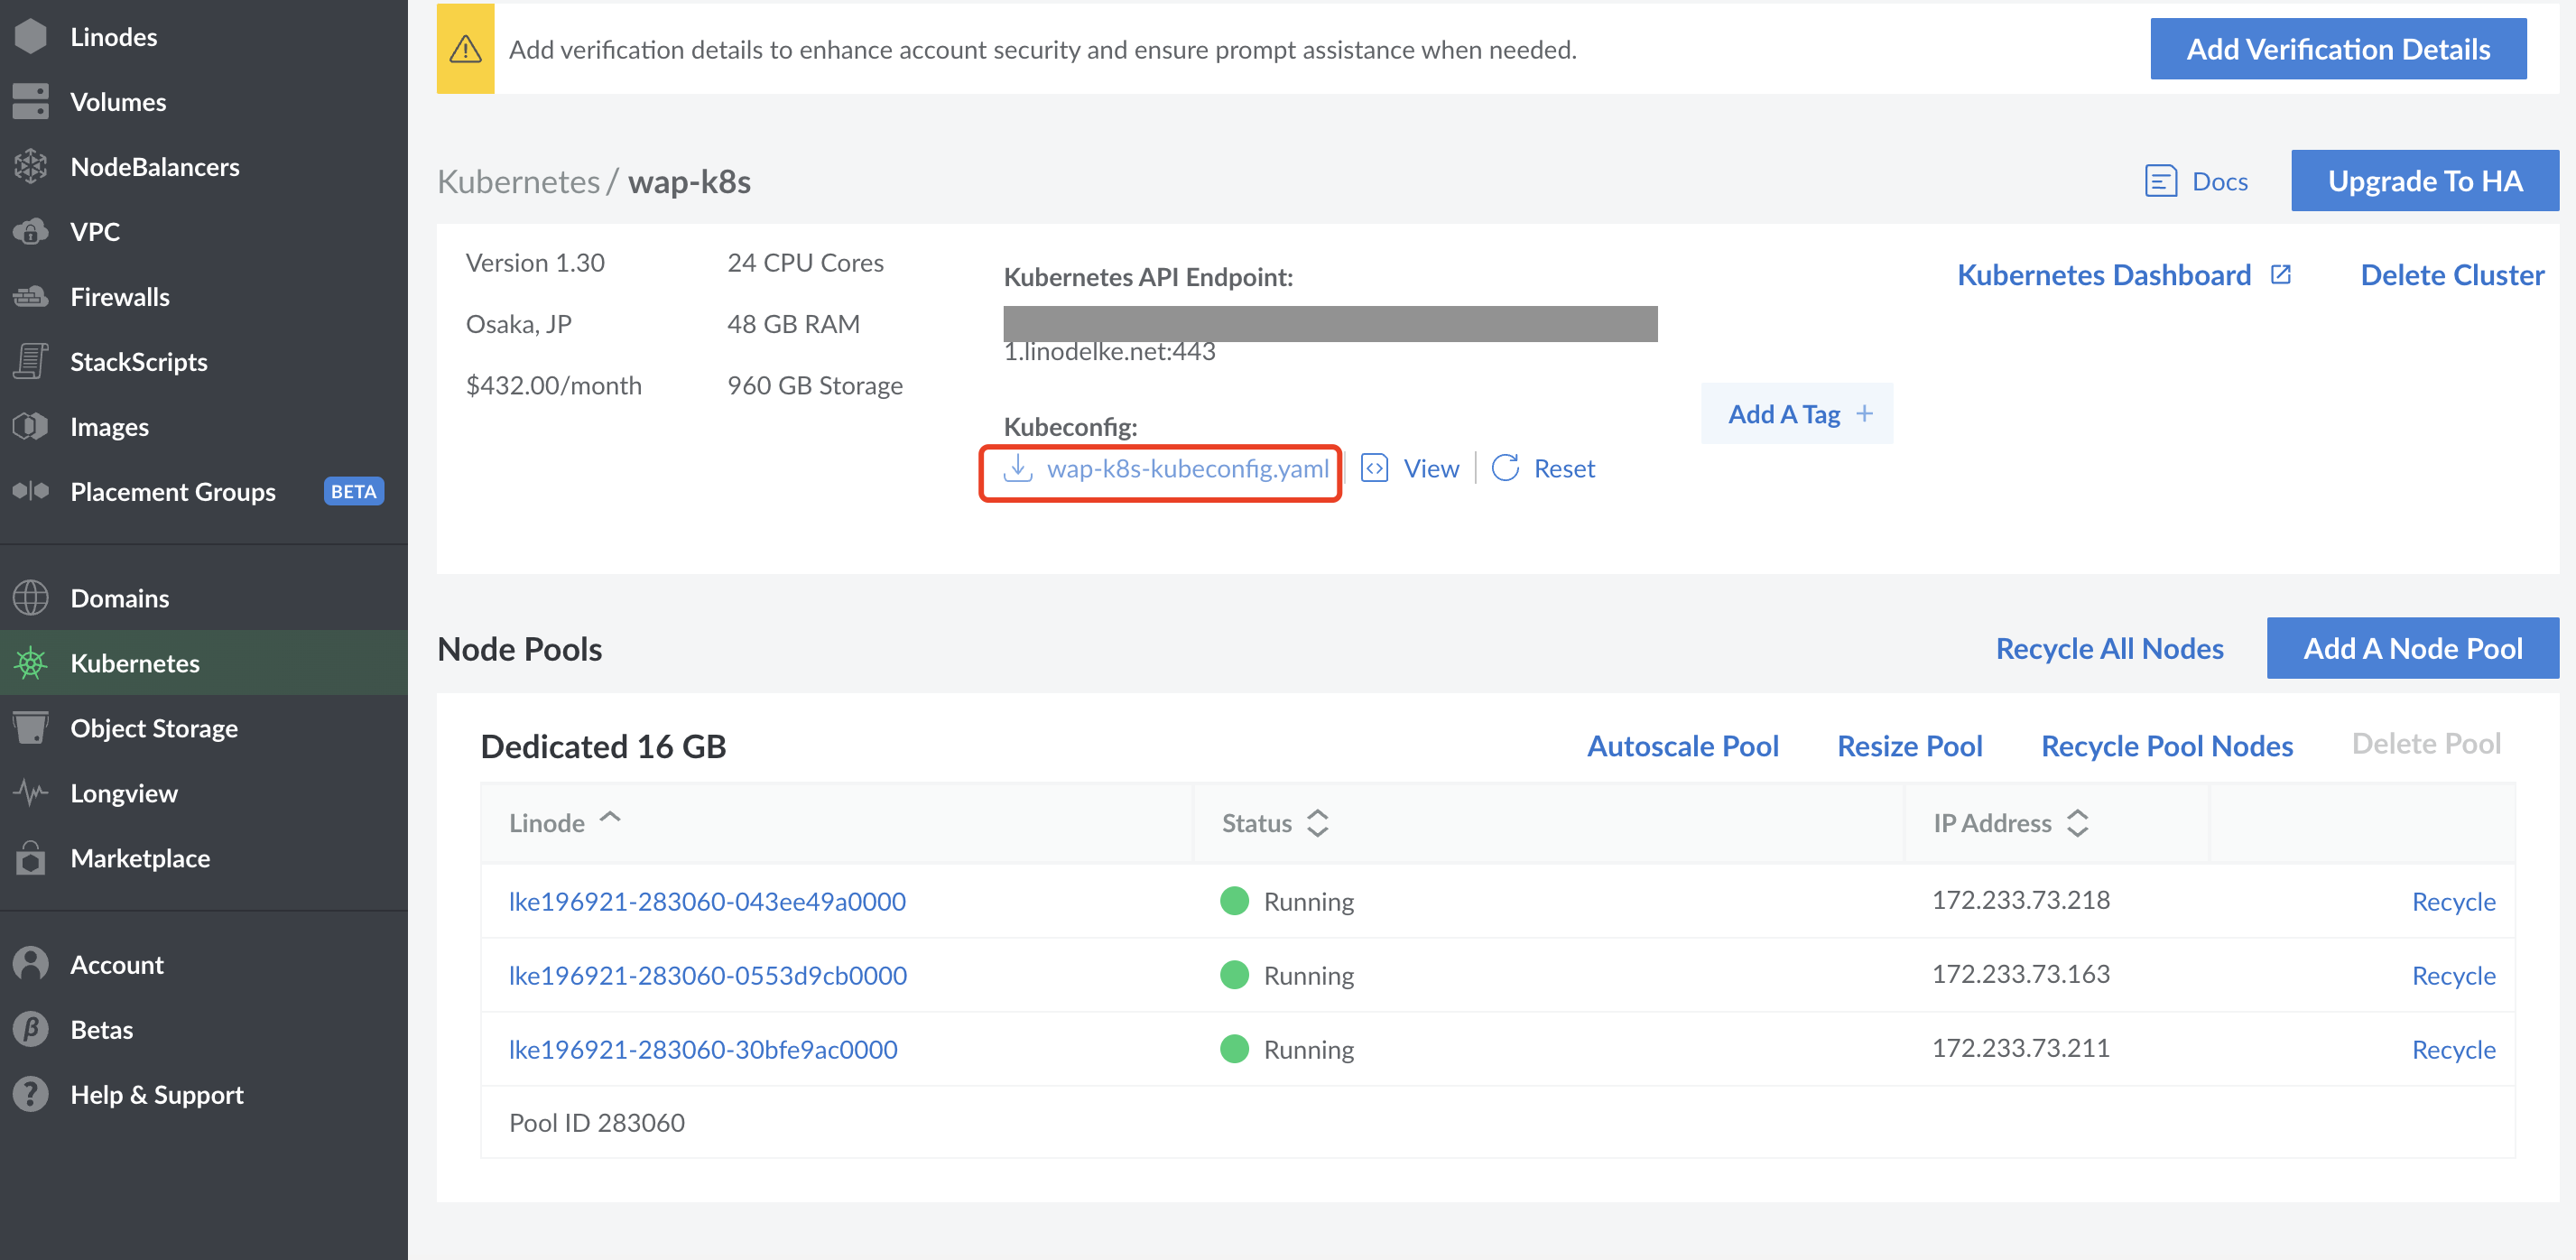 Linodes
Volumes
NodeBalancers
VPC
Firewalls
StackScripts
Images
Placement Groups BETA
Domains
Kubernetes
Object Storage
Longview
Marketplace
Account
Betas
Help & Support
Add verification details to enhance account security and ensure prompt assistance when needed.
Add Verification Details
Kubernetes / wap-k8s
Docs
Upgrade To HA
Version 1.30
Osaka, JP
$432.00/month
24 CPU Cores
48 GB RAM
960 GB Storage
Kubernetes API Endpoint:
1.linodelke.net:443
Kubeconfig:
wap-k8s-kubeconfig.yaml View Reset
Kubernetes Dashboard Delete Cluster
Add A Tag +
Node Pools
Recycle All Nodes Add A Node Pool
Dedicated 16 GB
Autoscale Pool Resize Pool Recycle Pool Nodes Delete Pool
Linode Status IP Address
lke196921-283060-043ee49a0000 Running 172.233.73.218 Recycle
lke196921-283060-0553d9cb0000 Running 172.233.73.163 Recycle
lke196921-283060-30bfe9ac0000 Running 172.233.73.211 Recycle
Pool ID 283060